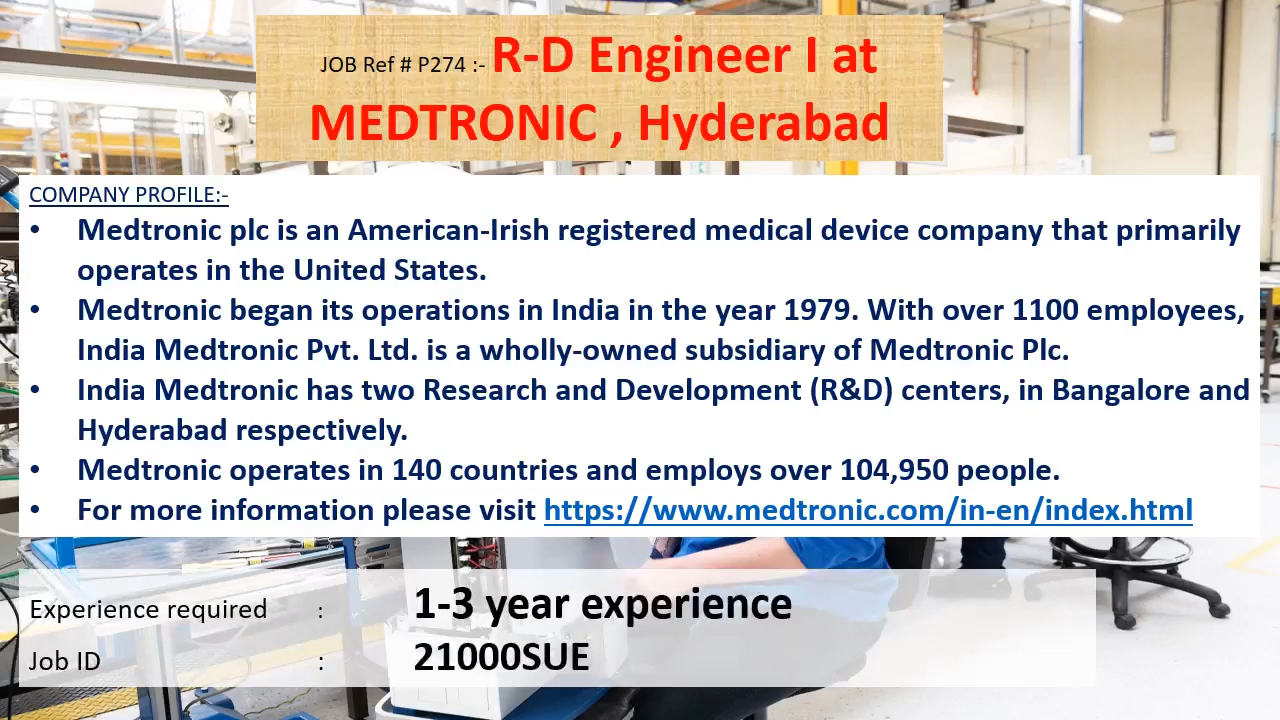 JOB Ref # P274 :- R-D Engineer I at
MEDTRONIC , Hyderabad
COMPANY PROFILE:-
• Medtronic plc is an American-Irish registered medical device company that primarily
operates in the United States.
• Medtronic began its operations in India in the year 1979. With over 1100 employees,
India Medtronic Pvt. Ltd. is a wholly-owned subsidiary of Medtronic Plc.
• India Medtronic has two Research and Development (R&D) centers, in Bangalore and
Hyderabad respectively.
• Medtronic operates in 140 countries and employs over 104,950 people.
• For more information please visit https://www.medtronic.com/in-en/index.html
Experience required : 1-3 year experience
Job ID : 21000SUE